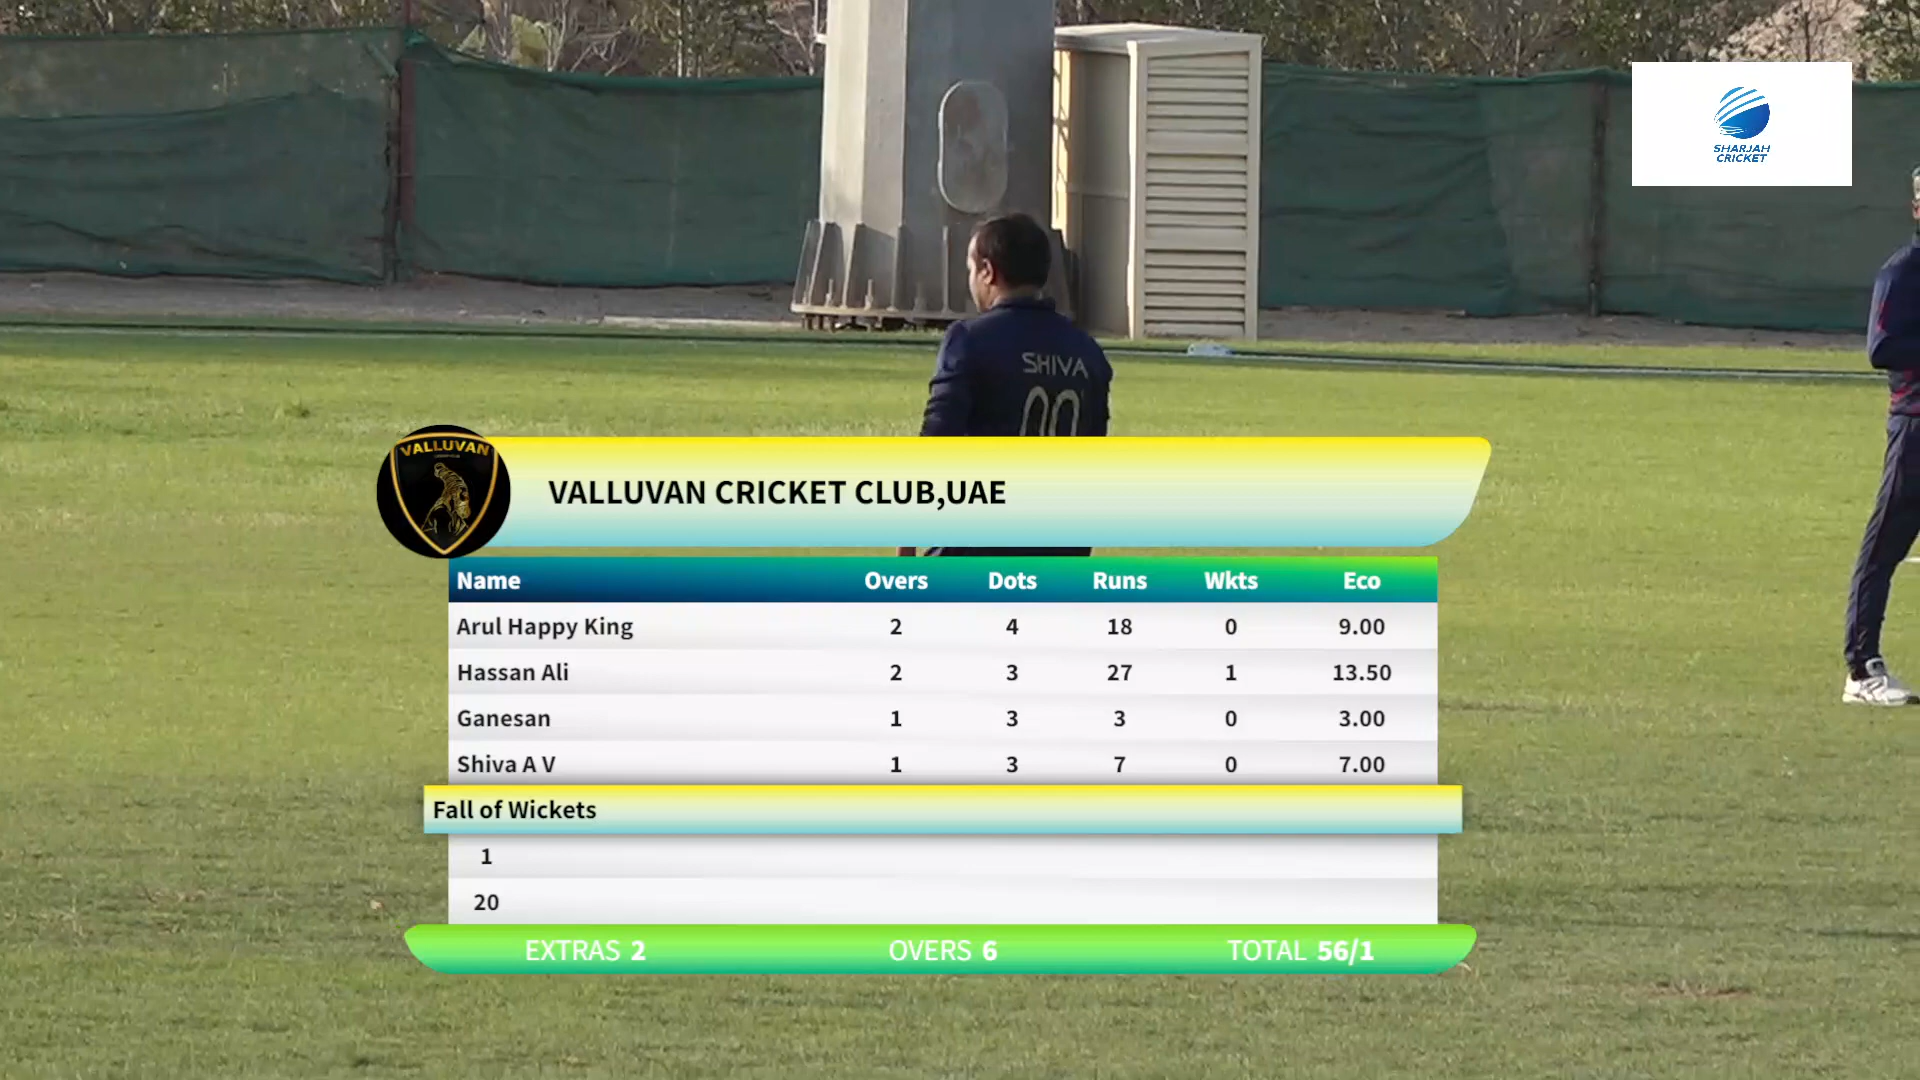 SHARJAH
CRICKET
SHIVA
VALLUVAN
VALLUVAN CRICKET CLUB,UAE
Name Overs Dots Runs Wkts Eco
Arul Happy King 2 4 18 0 9.00
Hassan Ali 2 3 27 1 13.50
Ganesan 1 3 3 0 3.00
Shiva A V 1 3 7 0 7.00
Fall of Wickets
1
20
EXTRAS 2 OVERS 6 TOTAL 56/1